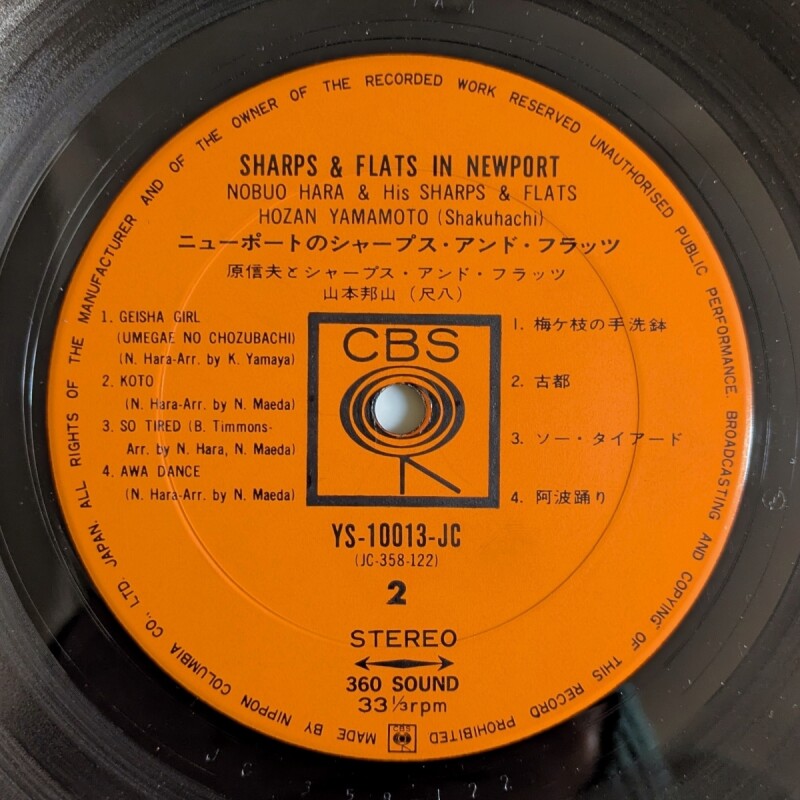 MADE BY NIPPON COLUMBIA CO., LTD. JAPAN. ALL RIGHTS OF THE MANUFACTURER AND OF THE OWNER OF THE RECORDED WORK RESERVED UNAUTHORISED PUBLIC PERFORMANCE. BROADCASTING AND COPYING OF THIS RECORD PROHIBITED
SHARPS & FLATS IN NEWPORT
NOBUO HARA & His SHARPS & FLATS
HOZAN YAMAMOTO (Shakuhachi)
ニューポートのシャープス・アンド・フラッツ
原信夫とシャープス・アンド・フラッツ
山本邦山（尺八）
1. GEISHA GIRL
(UMEGAE NO CHOZUBACHI)
(N. Hara-Arr. by K. Yamaya)
2. KOTO
(N. Hara-Arr. by N. Maeda)
3. SO TIRED (B. Timmons-
Arr. by N. Hara, N. Maeda)
4. AWA DANCE
(N. Hara-Arr. by N. Maeda)
CBS
1. 梅ケ枝の手洗鉢
2. 古都
3. ソー・タイアード
4. 阿波踊り
YS-10013-JC
(JC-358-122)
2
STEREO
360 SOUND
33 1/3 rpm
CBS
JC 358 122